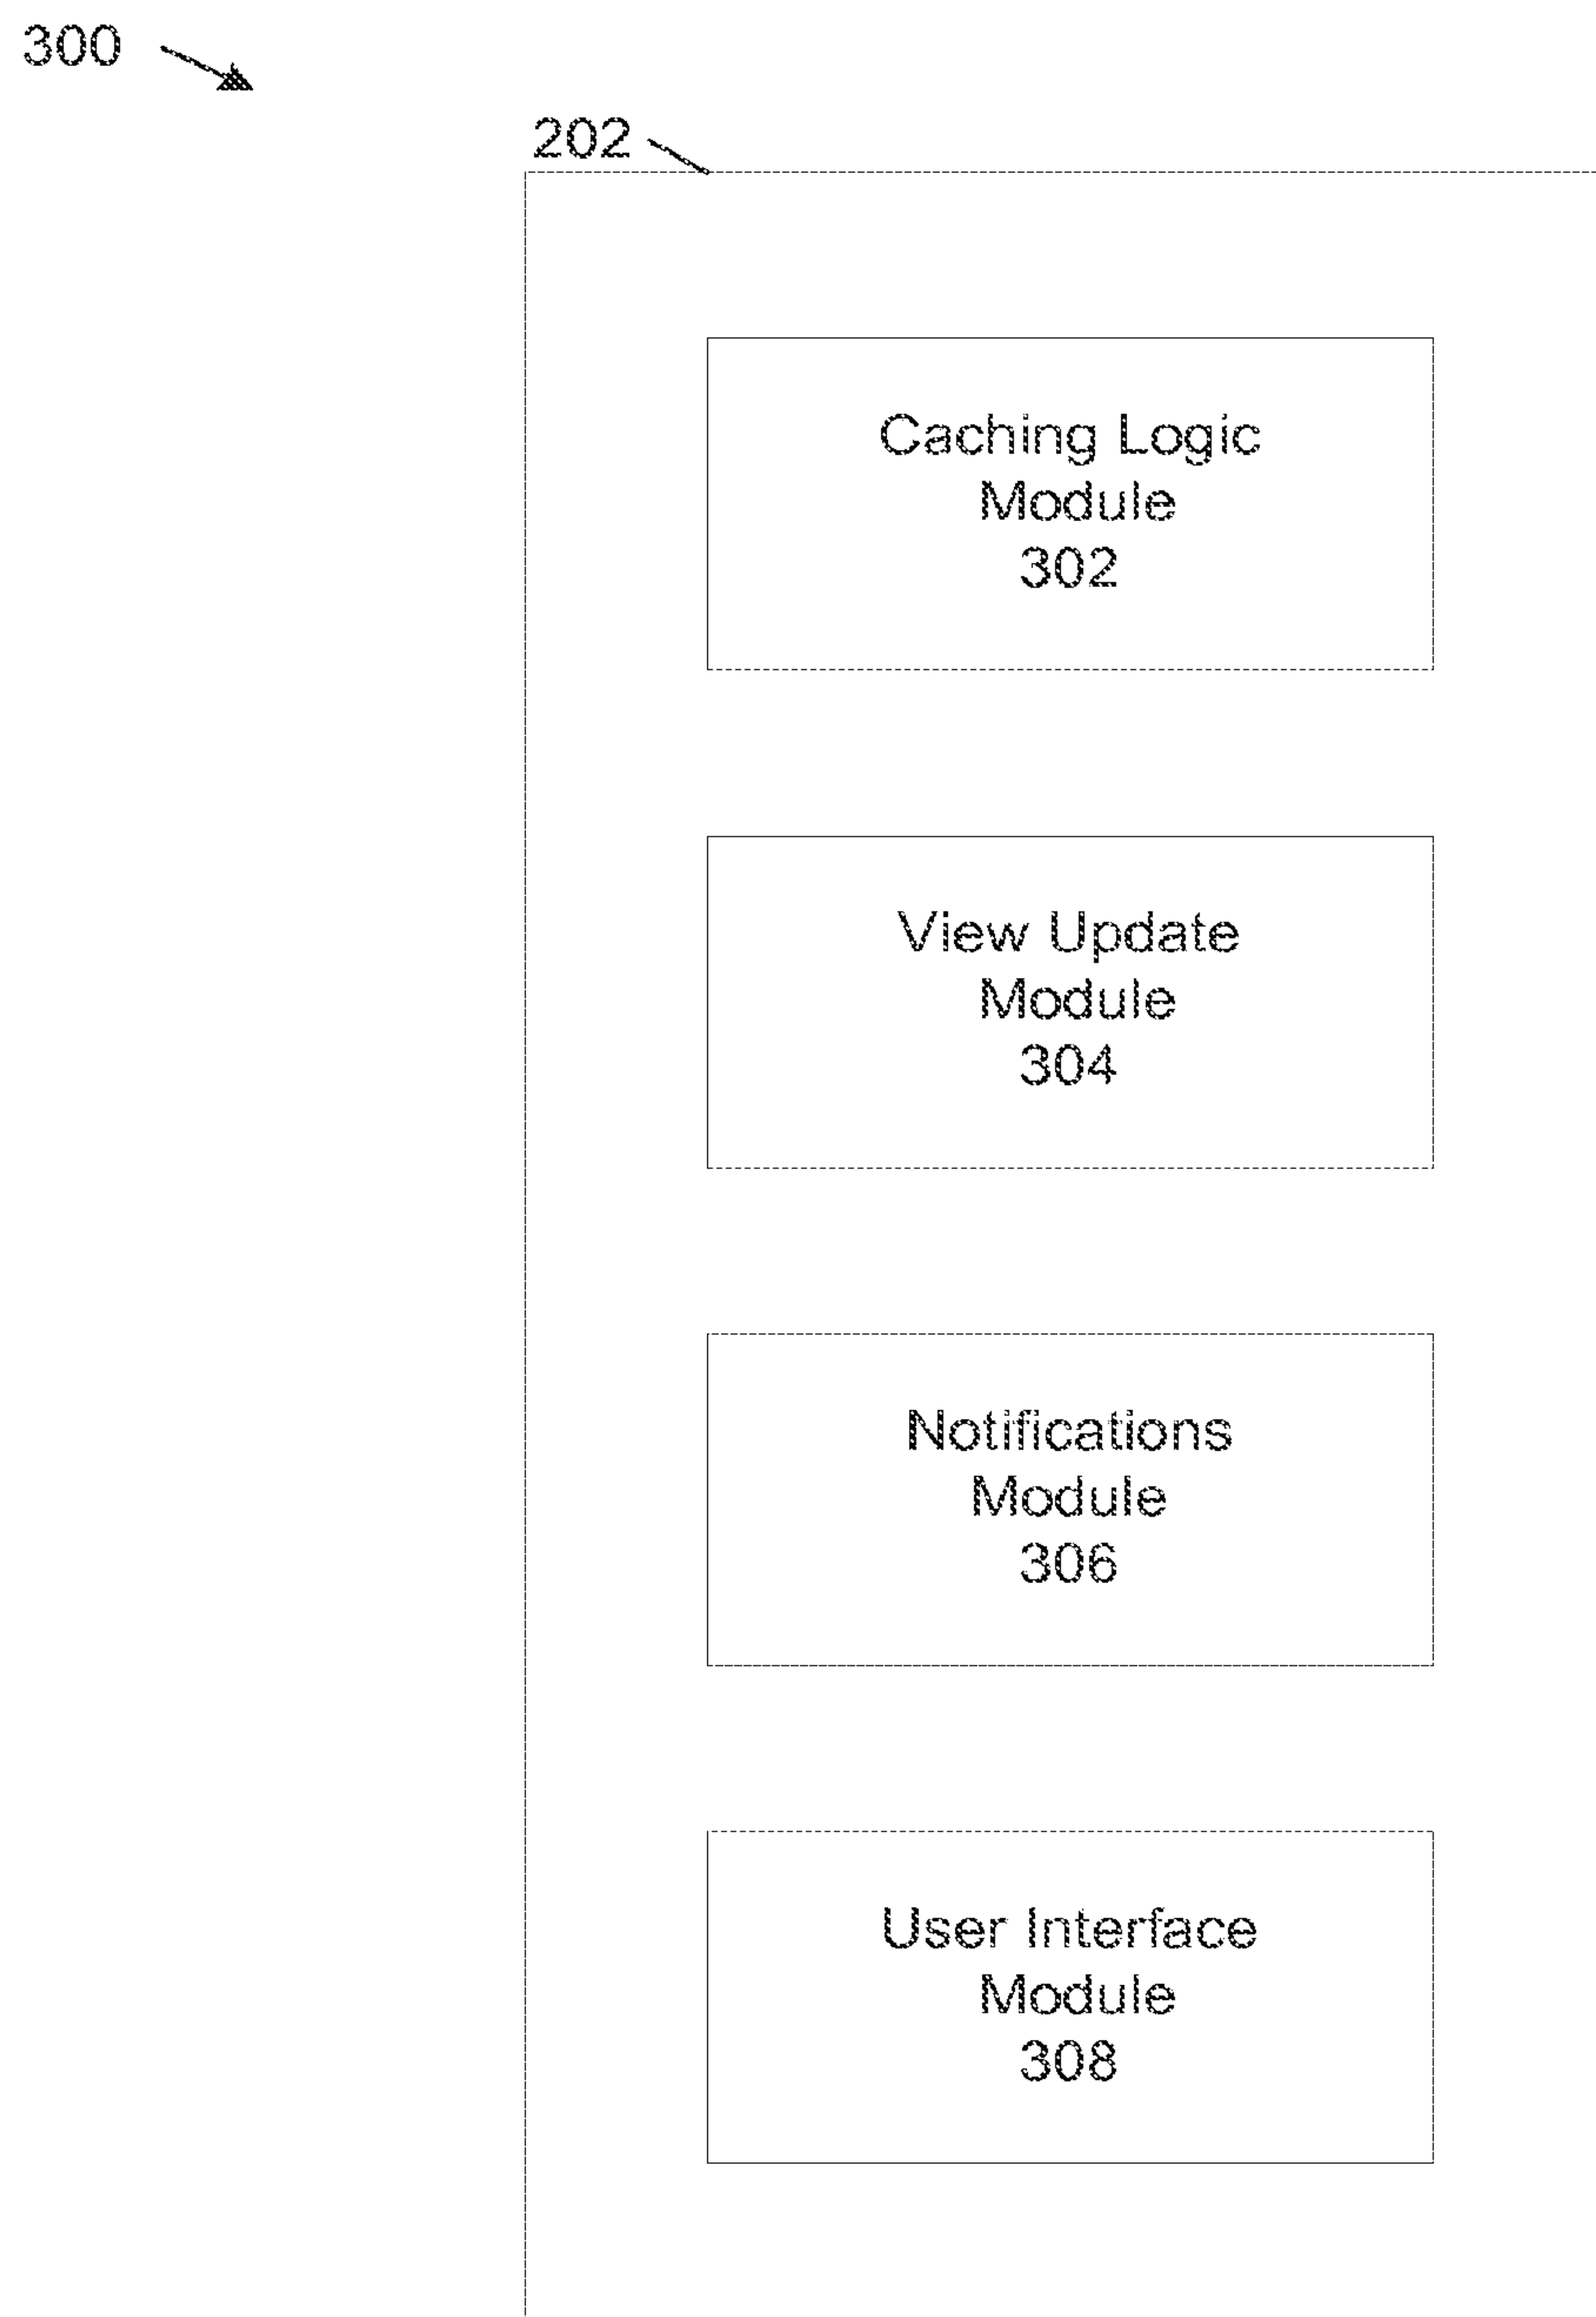 300
202
Caching Logic
Module
302
View Update
Module
304
Notifications
Module
306
User Interface
Module
308